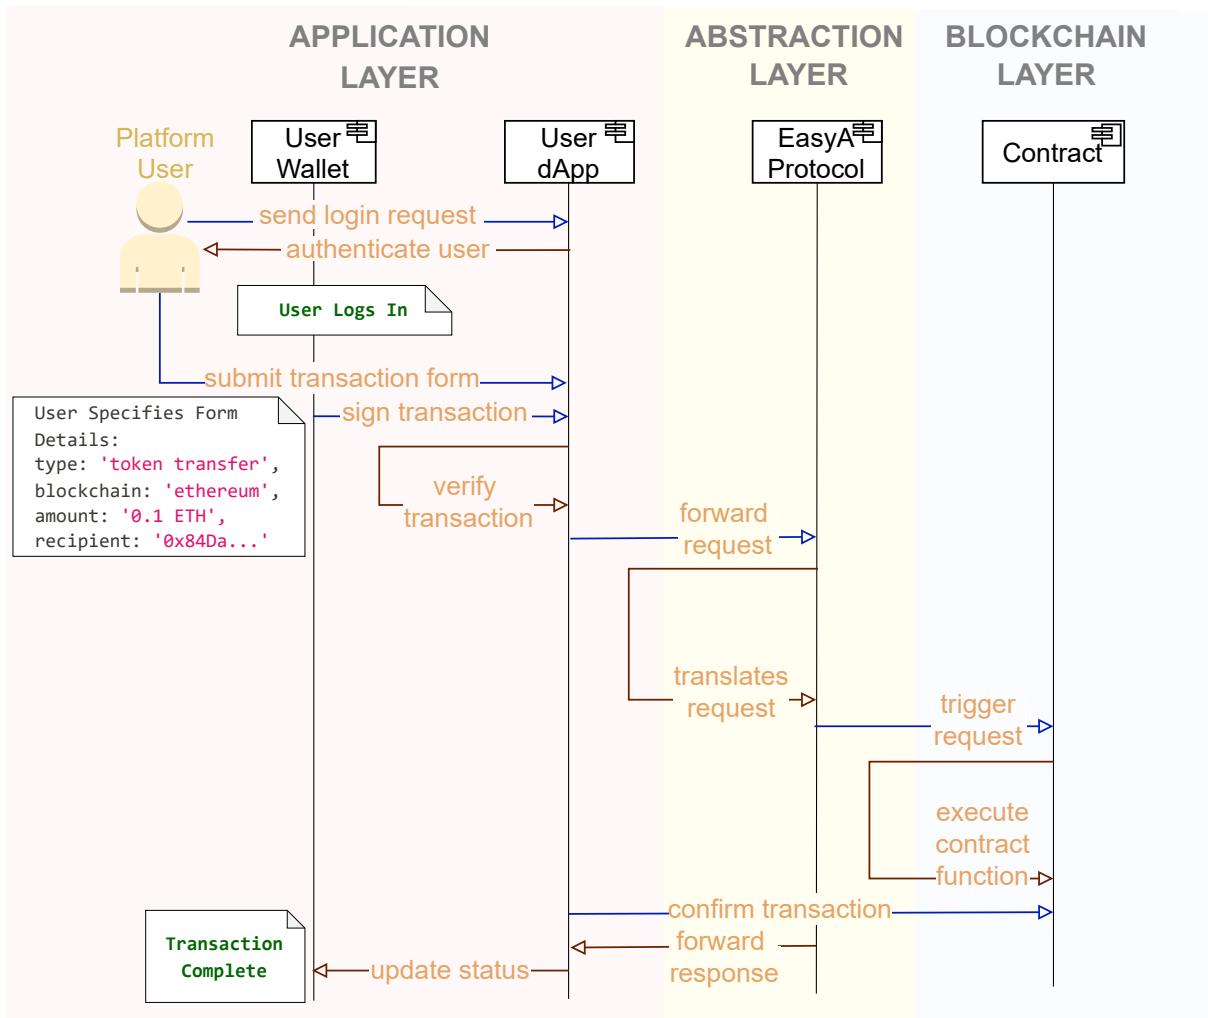 APPLICATION
LAYER
ABSTRACTION
LAYER
BLOCKCHAIN
LAYER
Platform
User
User
Wallet
User
dApp
EasyA
Protocol
Contract
send login request
authenticate user
User Logs In
submit transaction form
sign transaction
User Specifies Form
Details:
type: 'token transfer',
blockchain: 'ethereum',
amount: '0.1 ETH',
recipient: '0x84Da...'
verify
transaction
forward
request
translates
request
trigger
request
execute
contract
function
confirm transaction
forward
response
update status
Transaction
Complete